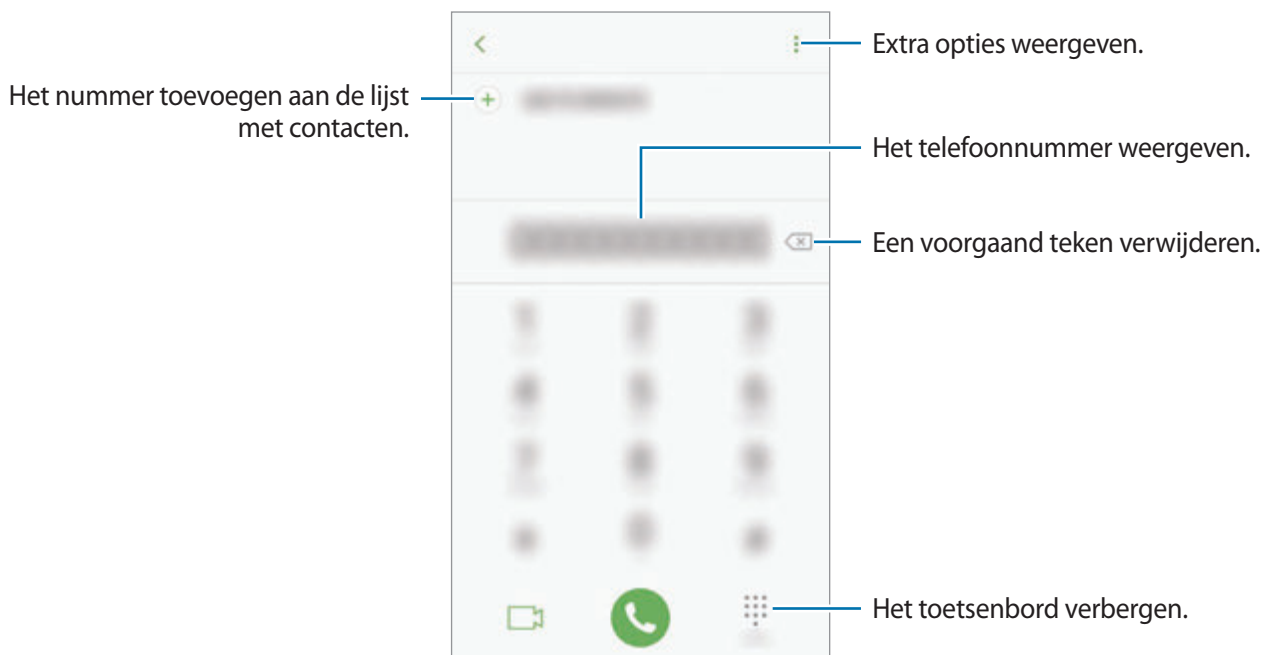 Extra opties weergeven.
Het nummer toevoegen aan de lijst
met contacten.
Het telefoonnummer weergeven.
Een voorgaand teken verwijderen.
Het toetsenbord verbergen.